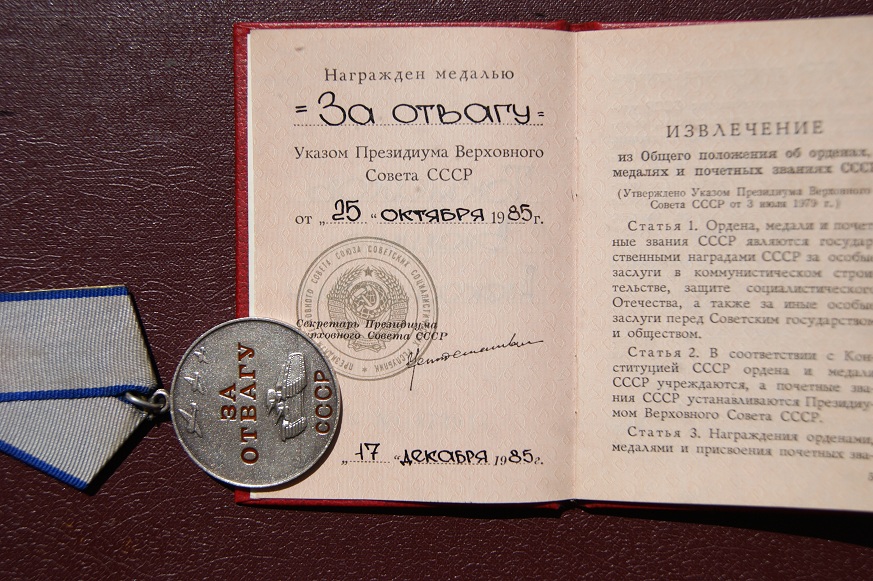 Награжден медалью
= За отвагу =
Указом Президиума Верховного
Совета СССР
от „25“ октября 1985г.
Секретарь Президиума
Верховного Совета СССР
„17“ декабря 1985г.
ЗА
ОТВАГУ
СССР
ИЗВЛЕЧЕНИЕ
из Общего положения об орденах,
медалях и почетных званиях СССР
(Утверждено Указом Президиума Верховного
Совета СССР от 3 июля 1979 г.)
Статья 1. Ордена, медали и почет-
ные звания СССР являются государ-
ственными наградами СССР за особые
заслуги в коммунистическом строи-
тельстве, защите социалистического
Отечества, а также за иные особые
заслуги перед Советским государством
и обществом.
Статья 2. В соответствии с Кон-
ституцией СССР ордена и медали
СССР учреждаются, а почетные зва-
ния СССР устанавливаются Президиу-
мом Верховного Совета СССР.
Статья 3. Награждения орденами,
медалями и присвоения почетных зва-